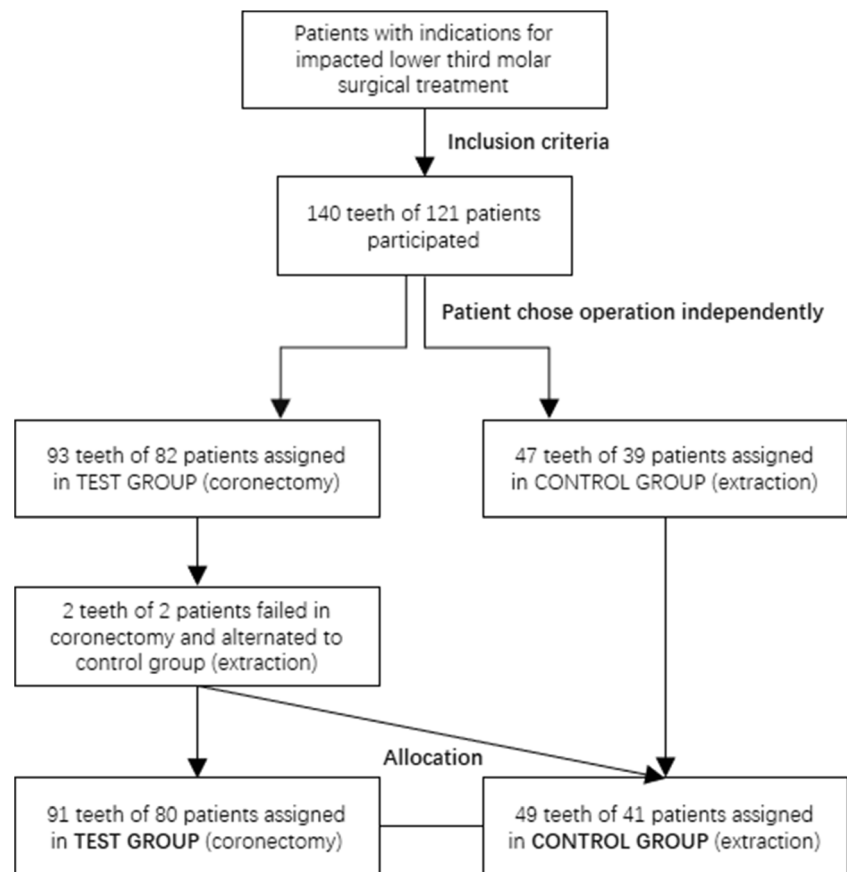 Patients with indications for
impacted lower third molar
surgical treatment
Inclusion criteria
140 teeth of 121 patients
participated
Patient chose operation independently
93 teeth of 82 patients assigned
in TEST GROUP (coronectomy)
47 teeth of 39 patients assigned
in CONTROL GROUP (extraction)
2 teeth of 2 patients failed in
coronectomy and alternated to
control group (extraction)
Allocation
91 teeth of 80 patients assigned
in TEST GROUP (coronectomy)
49 teeth of 41 patients assigned
in CONTROL GROUP (extraction)